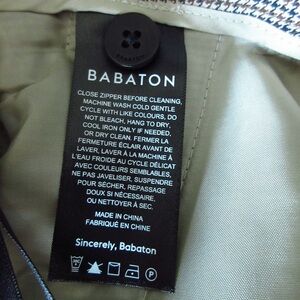 BABATON
CLOSE ZIPPER BEFORE CLEANING,
MACHINE WASH COLD GENTLE
CYCLE WITH LIKE COLOURS, DO
NOT BLEACH, HANG TO DRY,
COOL IRON ONLY IF NEEDED,
OR DRY CLEAN. FERMER LA
FERMETURE ÉCLAIR AVANT DE
LAVER, LAVER À LA MACHINE À
L'EAU FROIDE AU CYCLE DÉLICAT
AVEC COULEURS SEMBLABLES,
NE PAS JAVELISER, SUSPENDRE
POUR SÉCHER, REPASSAGE
DOUX SI NÉCESSAIRE,
OU NETTOYER À SEC.
MADE IN CHINA
FABRIQUÉ EN CHINE
Sincerely, Babaton
P